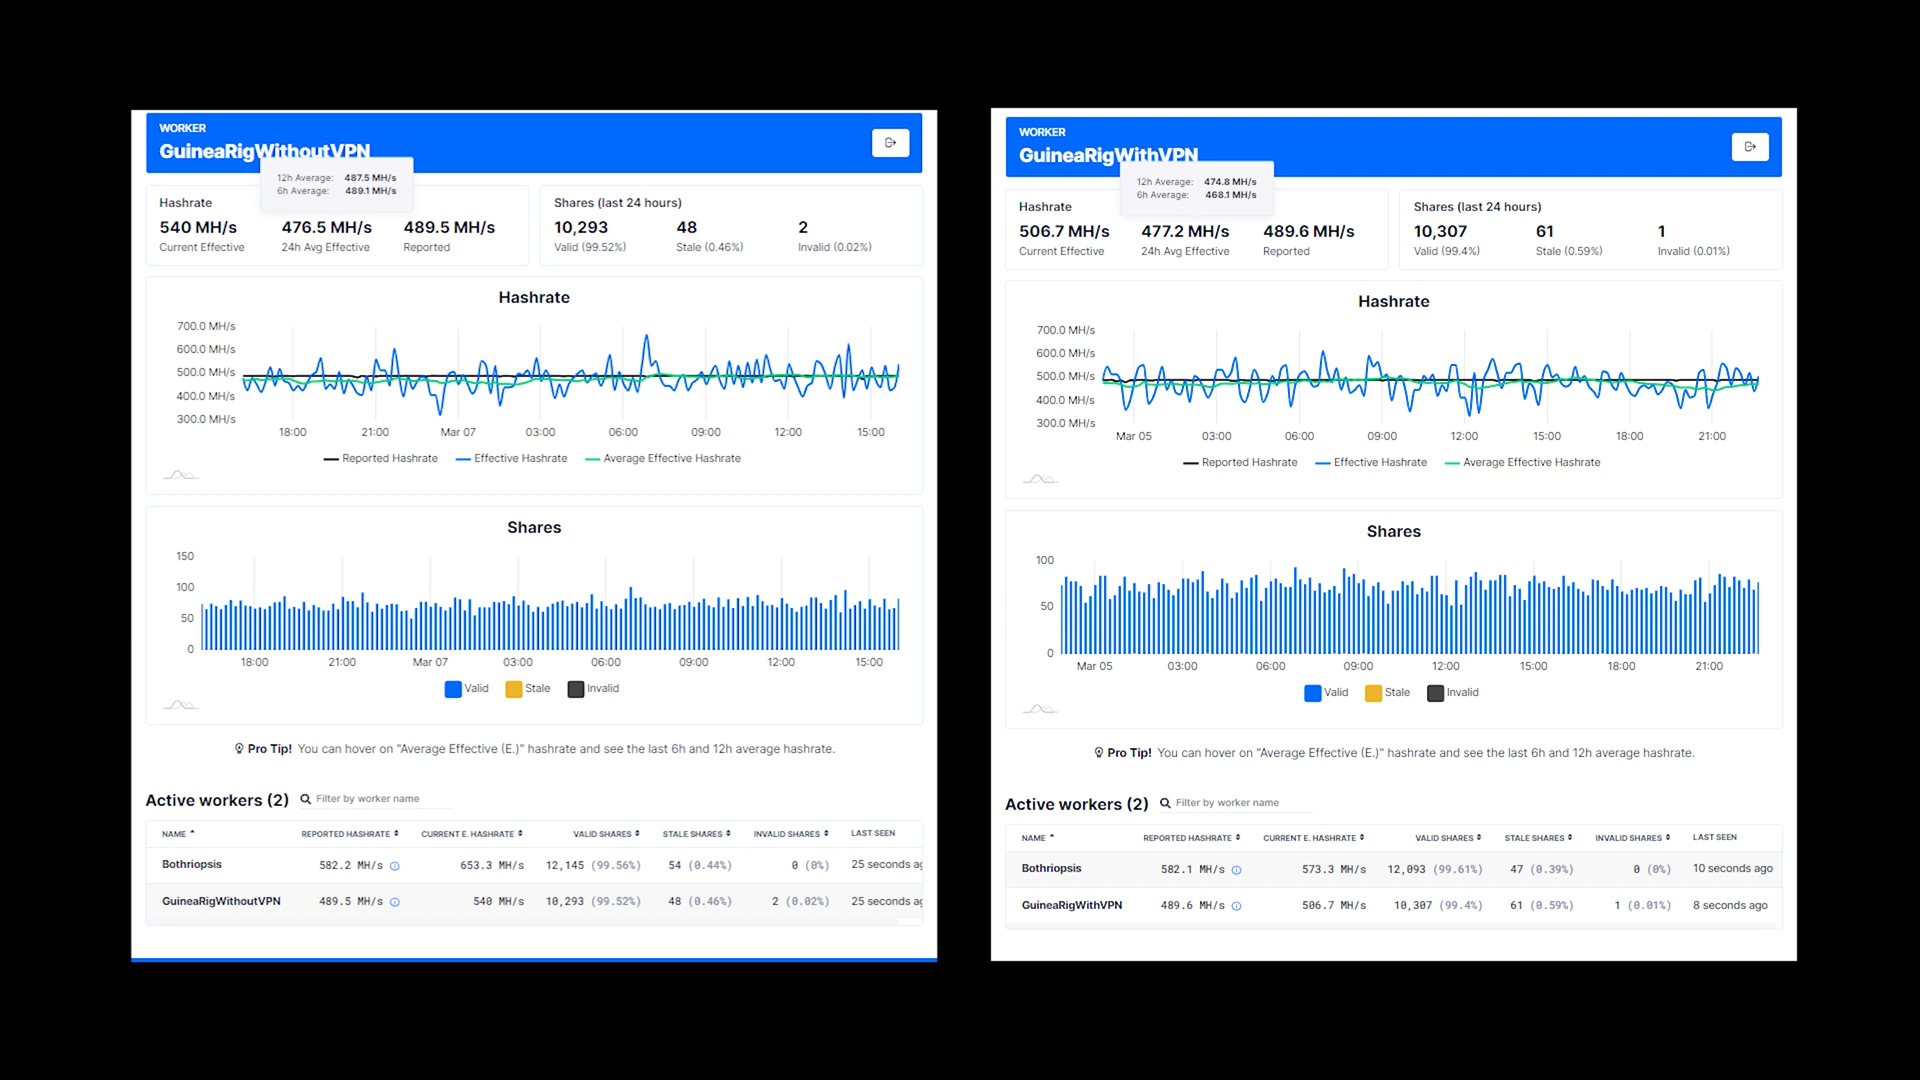 WORKER
GuineaRigWithoutVPN
12h Average: 487.5 MH/s
6h Average: 489.1 MH/s
Hashrate
540 MH/s 476.5 MH/s 489.5 MH/s
Current Effective 24h Avg Effective Reported
Shares (last 24 hours)
10,293 48 2
Valid (99.52%) Stale (0.46%) Invalid (0.02%)
Hashrate
700.0 MH/s
600.0 MH/s
500.0 MH/s
400.0 MH/s
300.0 MH/s
18:00 21:00 Mar 07 03:00 06:00 09:00 12:00 15:00
Reported Hashrate Effective Hashrate Average Effective Hashrate
Shares
150
100
50
0
18:00 21:00 Mar 07 03:00 06:00 09:00 12:00 15:00
Valid Stale Invalid
Pro Tip! You can hover on "Average Effective (E.)" hashrate and see the last 6h and 12h average hashrate.
Active workers (2) Filter by worker name
NAME REPORTED HASHRATE CURRENT E. HASHRATE VALID SHARES STALE SHARES INVALID SHARES LAST SEEN
Bothriopsis 582.2 MH/s 653.3 MH/s 12,145 (99.56%) 54 (0.44%) 0 (0%) 25 seconds ag
GuineaRigWithoutVPN 489.5 MH/s 540 MH/s 10,293 (99.52%) 48 (0.46%) 2 (0.02%) 25 seconds ag
WORKER
GuineaRigWithVPN
12h Average: 474.8 MH/s
6h Average: 468.1 MH/s
Hashrate
506.7 MH/s 477.2 MH/s 489.6 MH/s
Current Effective 24h Avg Effective Reported
Shares (last 24 hours)
10,307 61 1
Valid (99.4%) Stale (0.59%) Invalid (0.01%)
Hashrate
700.0 MH/s
600.0 MH/s
500.0 MH/s
400.0 MH/s
300.0 MH/s
Mar 05 03:00 06:00 09:00 12:00 15:00 18:00 21:00
Reported Hashrate Effective Hashrate Average Effective Hashrate
Shares
100
50
0
Mar 05 03:00 06:00 09:00 12:00 15:00 18:00 21:00
Valid Stale Invalid
Pro Tip! You can hover on "Average Effective (E.)" hashrate and see the last 6h and 12h average hashrate.
Active workers (2) Filter by worker name
NAME REPORTED HASHRATE CURRENT E. HASHRATE VALID SHARES STALE SHARES INVALID SHARES LAST SEEN
Bothriopsis 582.1 MH/s 573.3 MH/s 12,093 (99.61%) 47 (0.39%) 0 (0%) 10 seconds ago
GuineaRigWithVPN 489.6 MH/s 506.7 MH/s 10,307 (99.4%) 61 (0.59%) 1 (0.01%) 8 seconds ago